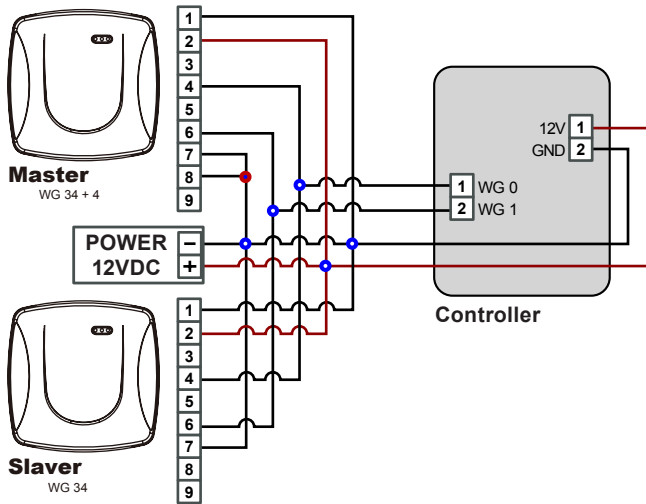 1
2
3
4
5
6
7
8
9
Master
WG 34 + 4
12V 1
GND 2
1 WG 0
2 WG 1
POWER −
12VDC +
Controller
1
2
3
4
5
6
7
8
9
Slaver
WG 34